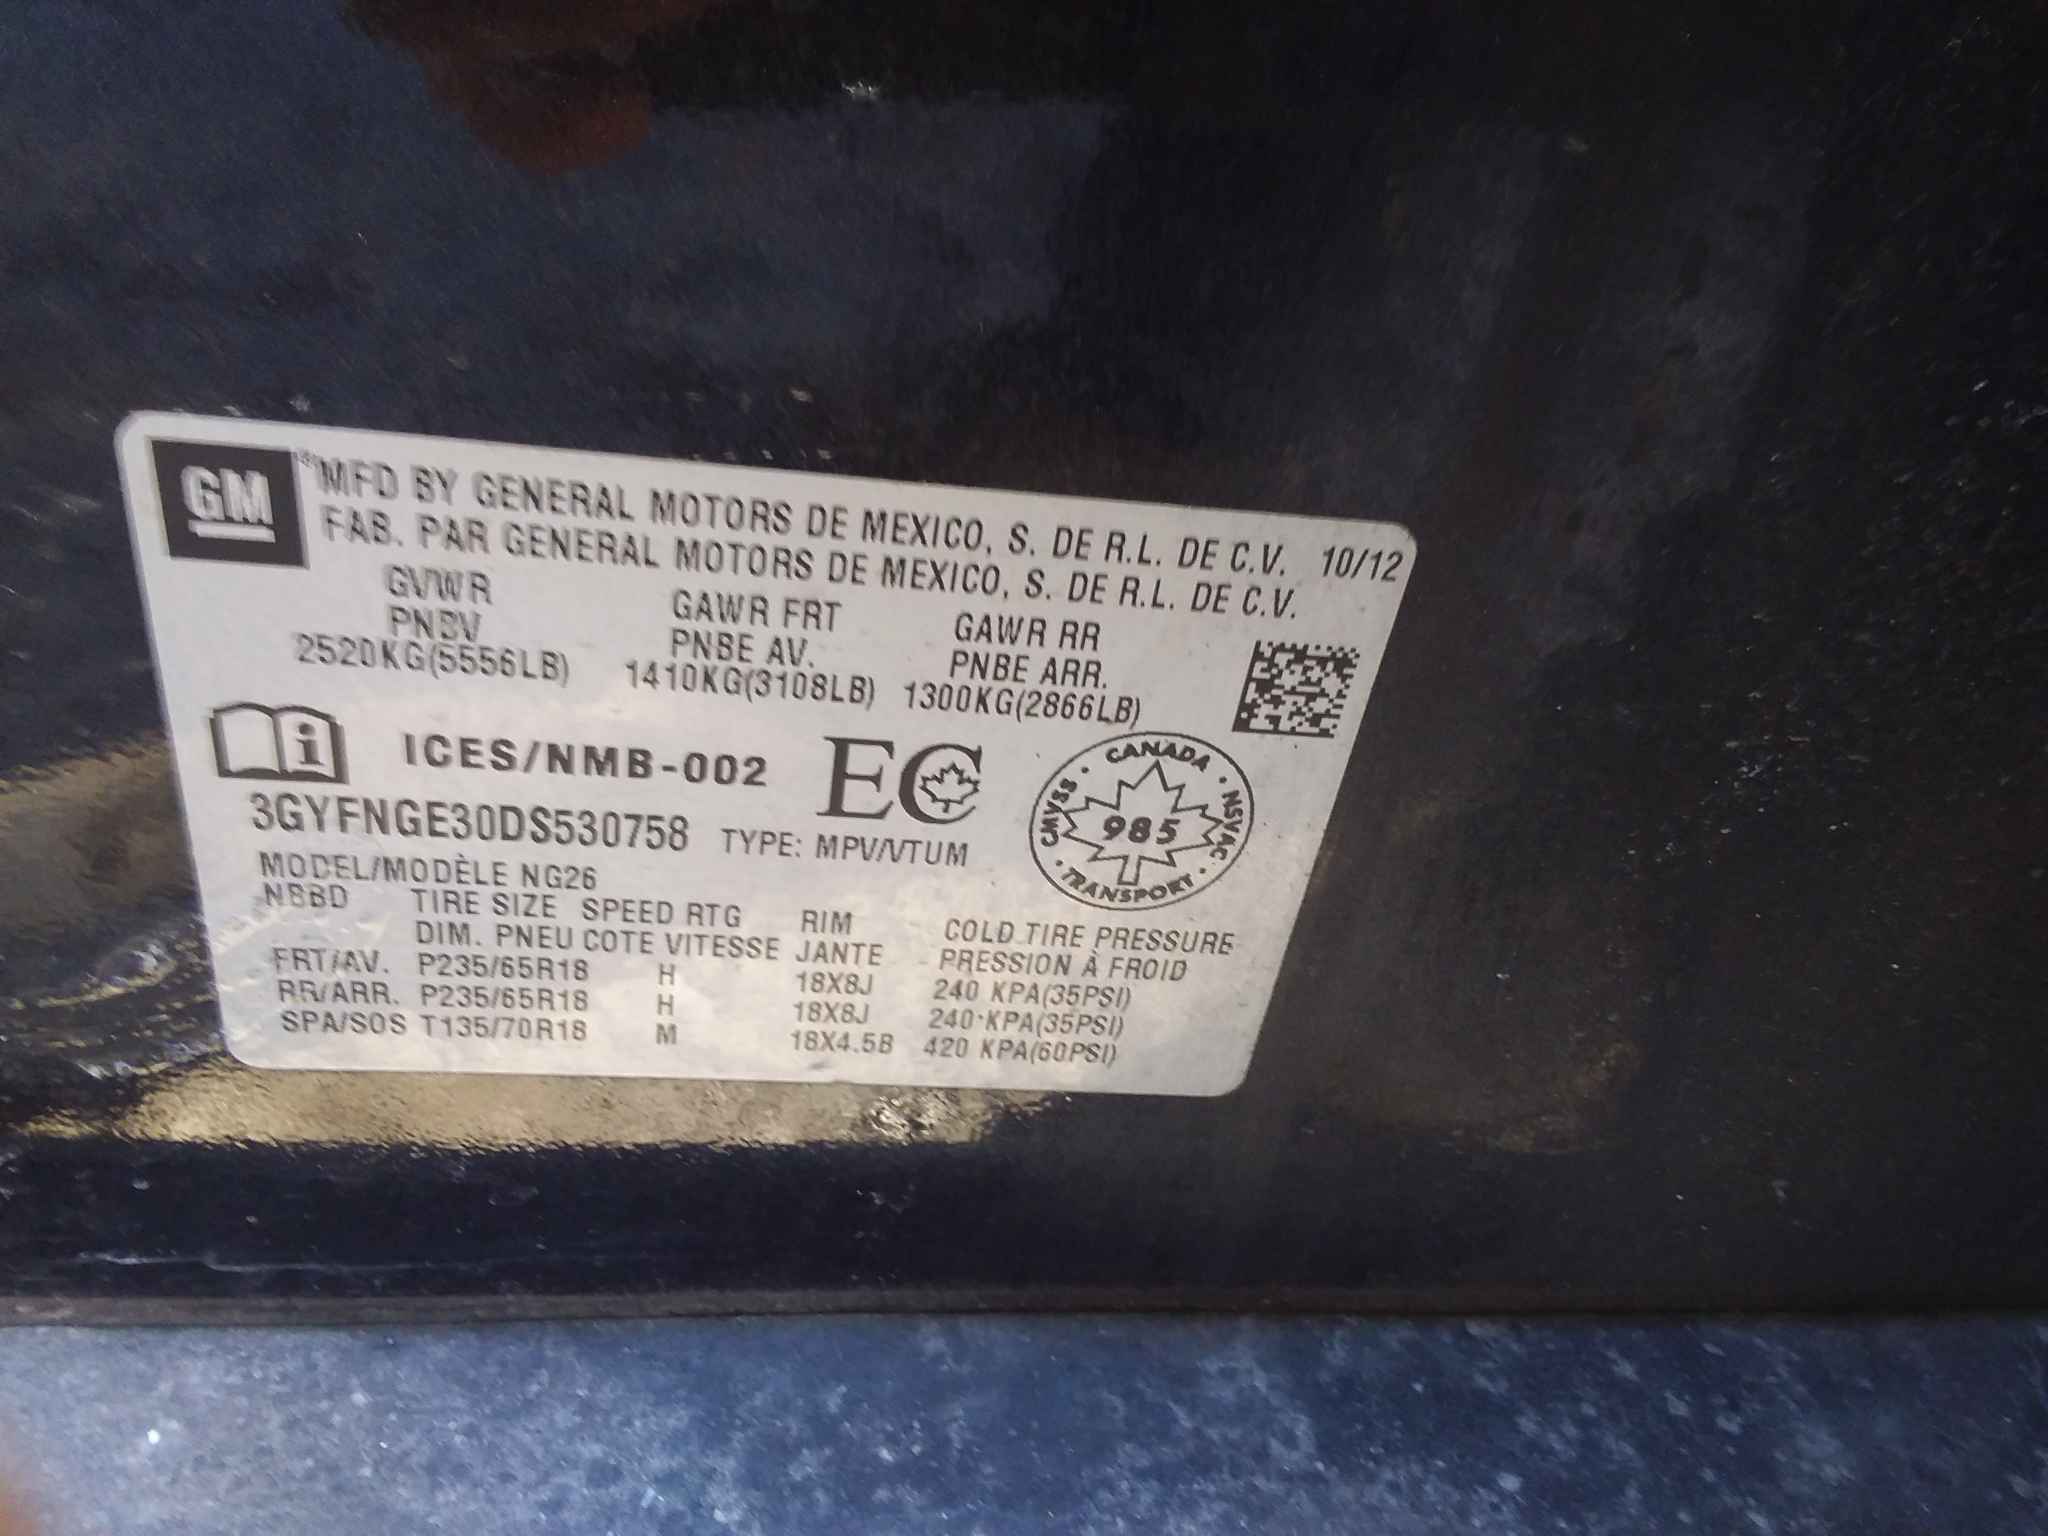 GM
® MFD BY GENERAL MOTORS DE MEXICO, S. DE R.L. DE C.V. 10/12
FAB. PAR GENERAL MOTORS DE MEXICO, S. DE R.L. DE C.V.
GVWR GAWR FRT GAWR RR
PNBV PNBE AV. PNBE ARR.
2520KG(5556LB) 1410KG(3108LB) 1300KG(2866LB)
i ICES/NMB-002 EC
CANADA · NSVAC · TRANSPORT · CMVSS ·
985
3GYFNGE30DS530758 TYPE: MPV/VTUM
MODEL/MODÈLE NG26
NBBD TIRE SIZE SPEED RTG RIM COLD TIRE PRESSURE
DIM. PNEU COTE VITESSE JANTE PRESSION À FROID
FRT/AV. P235/65R18 H 18X8J 240 KPA(35PSI)
RR/ARR. P235/65R18 H 18X8J 240 KPA(35PSI)
SPA/SOS T135/70R18 M 18X4.5B 420 KPA(60PSI)